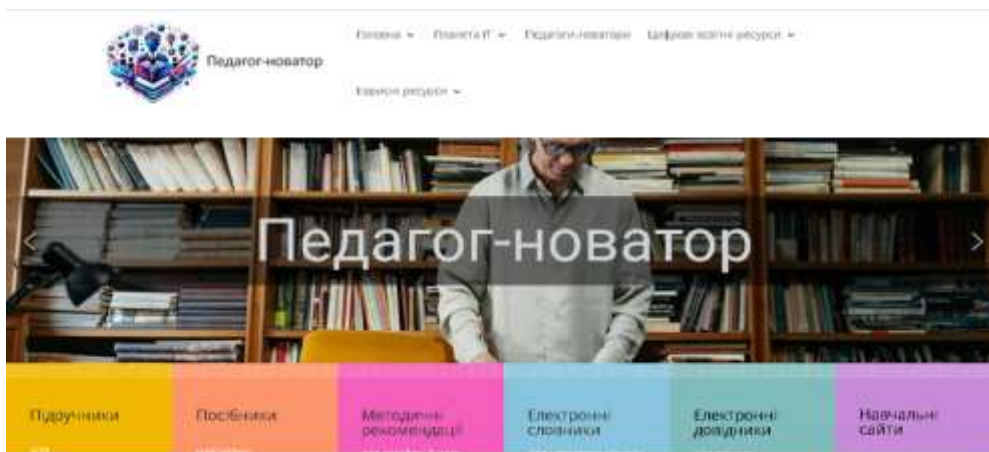 Педагог-новатор
Головна Планета ІТ Педагоги-новатори Цифрові освітні ресурси
Корисні ресурси
Педагог-новатор
Підручники
Посібники
Методичні рекомендації
Електронні словники
Електронні довідники
Навчальні сайти